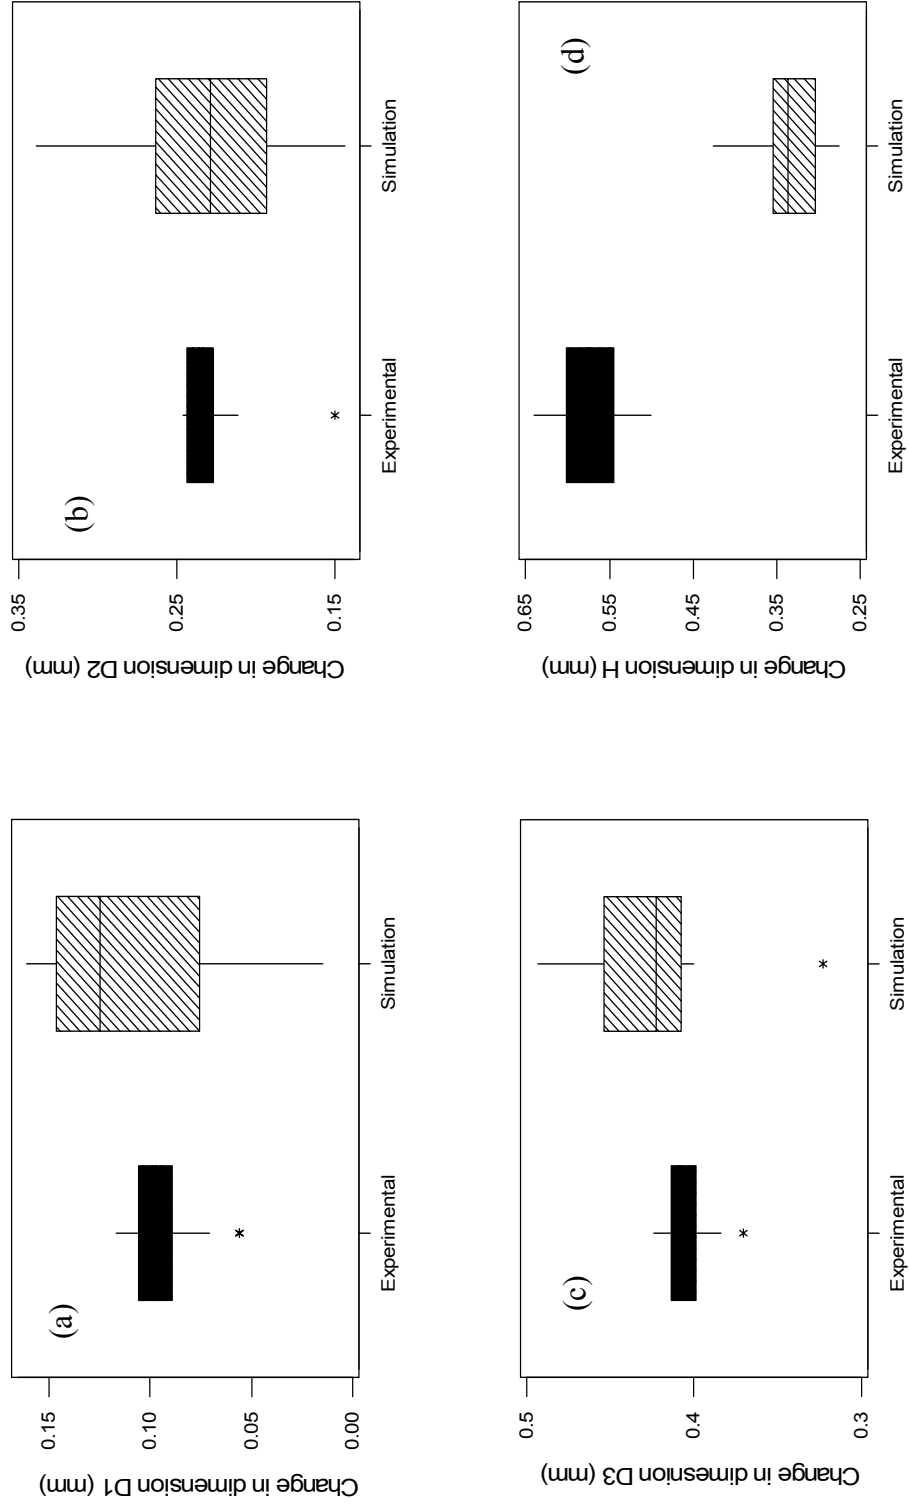 (a)
Change in dimension D1 (mm)
0.15
0.10
0.05
0.00
Experimental
Simulation
(b)
Change in dimension D2 (mm)
0.35
0.25
0.15
Experimental
Simulation
(c)
Change in dimesnion D3 (mm)
0.5
0.4
0.3
Experimental
Simulation
(d)
Change in dimension H (mm)
0.65
0.55
0.45
0.35
0.25
Experimental
Simulation